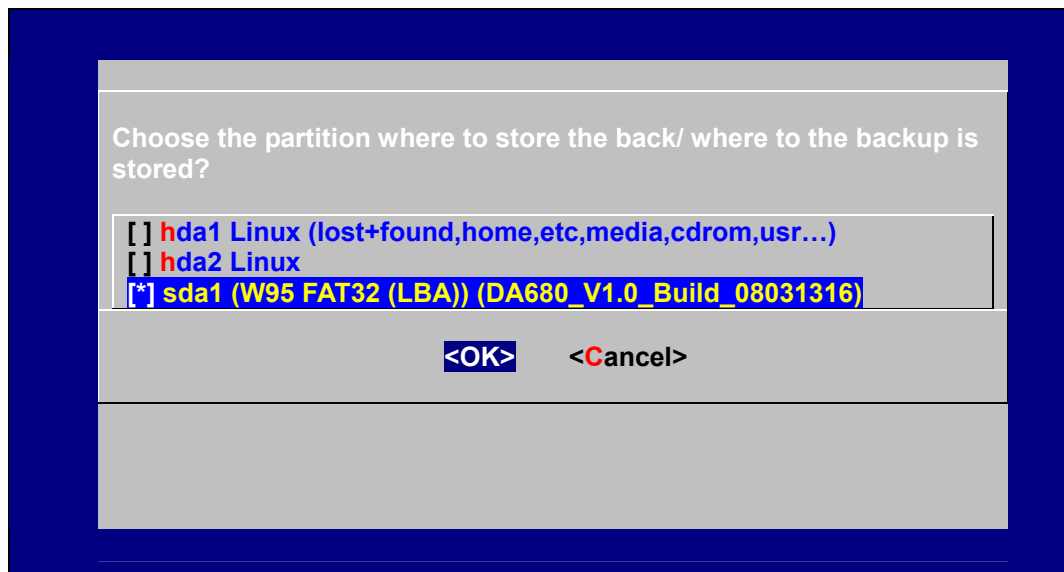 Choose the partition where to store the back/ where to the backup is
stored?
[ ] hda1 Linux (lost+found,home,etc,media,cdrom,usr…)
[ ] hda2 Linux
[*] sda1 (W95 FAT32 (LBA)) (DA680_V1.0_Build_08031316)
<OK> <Cancel>